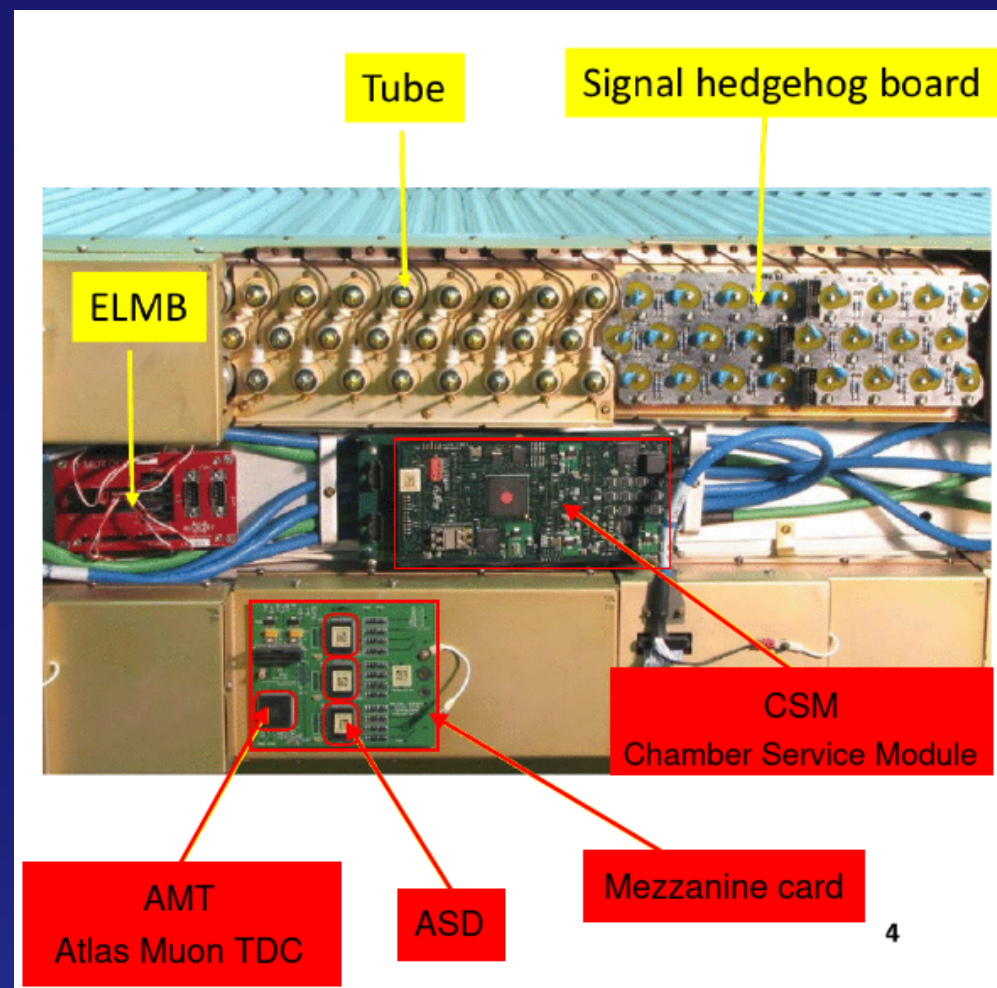 Tube
Signal hedgehog board
ELMB
CSM
Chamber Service Module
AMT
Atlas Muon TDC
ASD
Mezzanine card
4